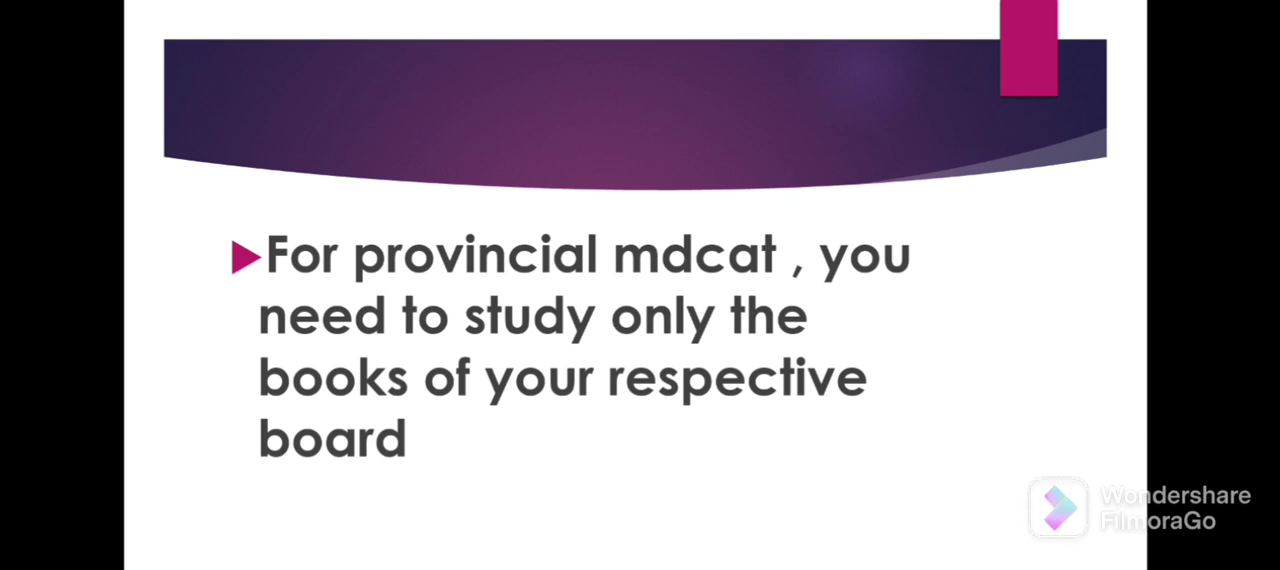 For provincial mdcat , you
need to study only the
books of your respective
board
Wondershare
FilmoraGo